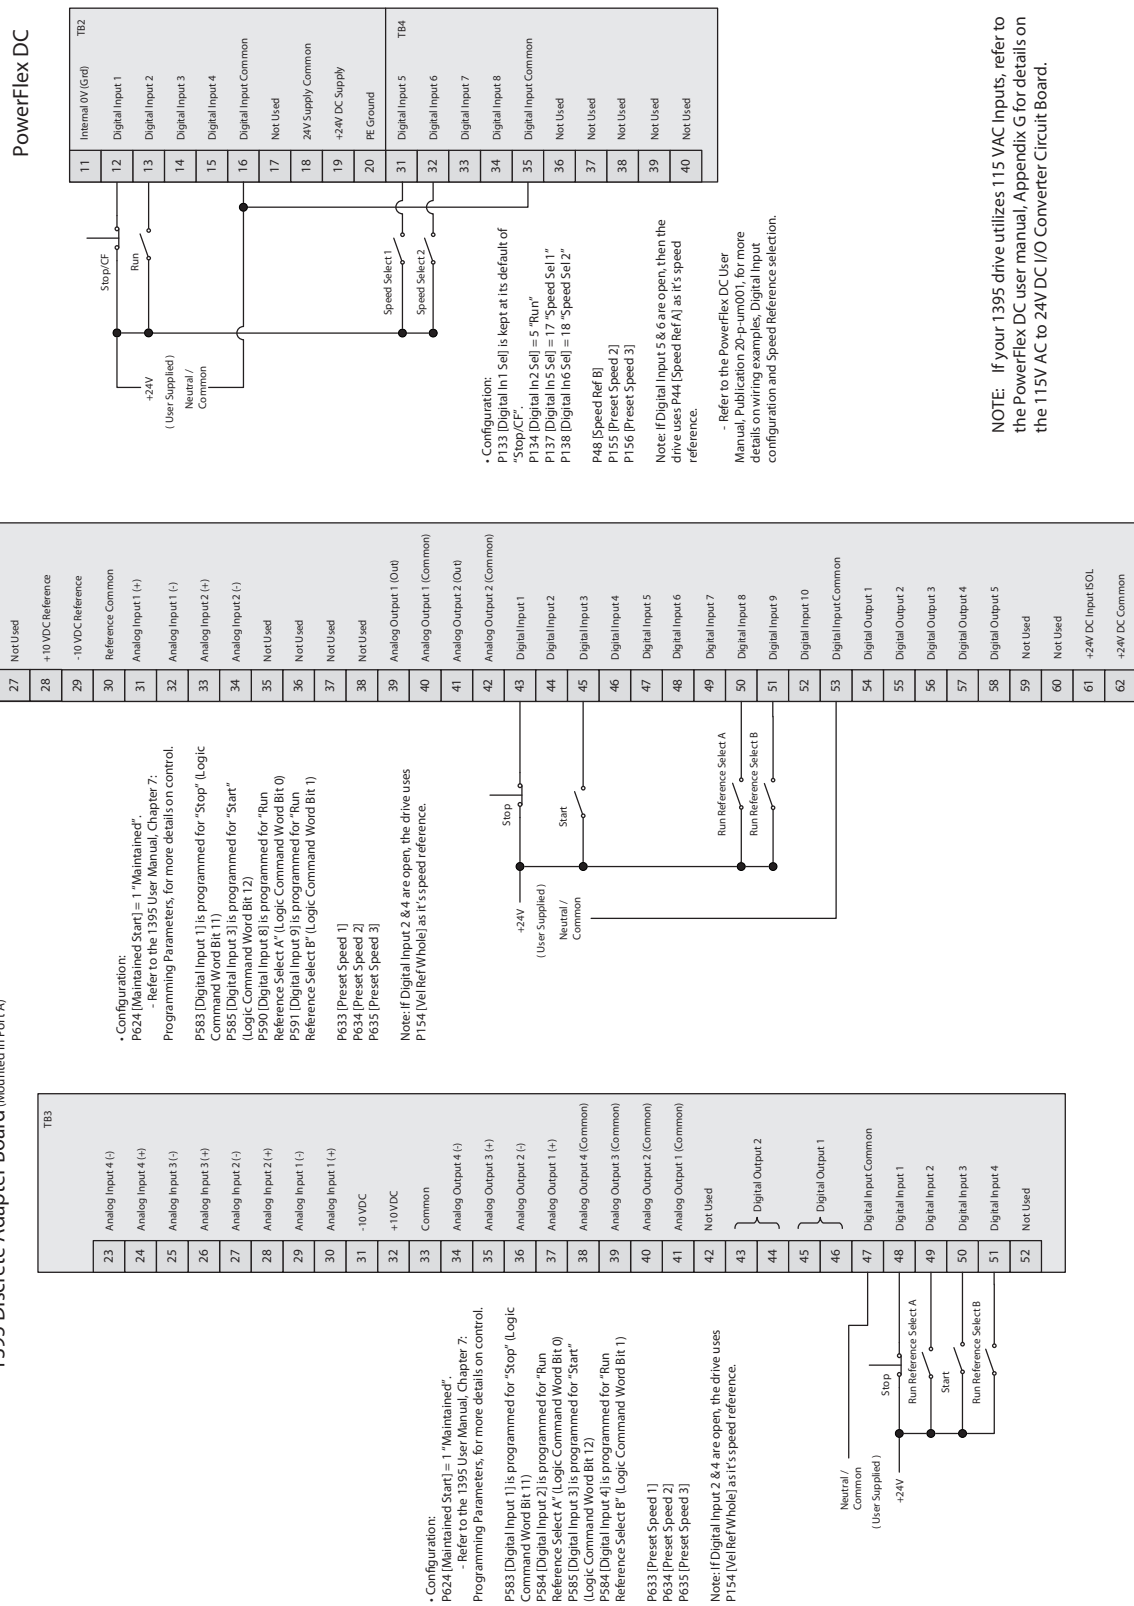 1395 Discrete Adapter Board (Mounted in Port A)
TB3
23 Analog Input 4 (-)
24 Analog Input 4 (+)
25 Analog Input 3 (-)
26 Analog Input 3 (+)
27 Analog Input 2 (-)
28 Analog Input 2 (+)
29 Analog Input 1 (-)
30 Analog Input 1 (+)
31 -10 VDC
32 +10 VDC
33 Common
34 Analog Output 4 (-)
35 Analog Output 3 (+)
36 Analog Output 2 (-)
37 Analog Output 1 (+)
38 Analog Output 4 (Common)
39 Analog Output 3 (Common)
40 Analog Output 2 (Common)
41 Analog Output 1 (Common)
42 Not Used
43
Digital Output 2
44
45
Digital Output 1
46
47 Digital Input Common
48 Digital Input 1
49 Digital Input 2
50 Digital Input 3
51 Digital Input 4
52 Not Used
• Configuration:
P624 [Maintained Start] = 1 "Maintained".
- Refer to the 1395 User Manual, Chapter 7:
Programming Parameters, for more details on control.
P583 [Digital Input 1] is programmed for "Stop" (Logic
Command Word Bit 11)
P584 [Digital Input 2] is programmed for "Run
Reference Select A" (Logic Command Word Bit 0)
P585 [Digital Input 3] is programmed for "Start"
(Logic Command Word Bit 12)
P584 [Digital Input 4] is programmed for "Run
Reference Select B" (Logic Command Word Bit 1)
P633 [Preset Speed 1]
P634 [Preset Speed 2]
P635 [Preset Speed 3]
Note: If Digital Input 2 & 4 are open, the drive uses
P154 [Vel Ref Whole] as it's speed reference.
Neutral /
Common
(User Supplied)
+24V
Stop
Run Reference Select A
Start
Run Reference Select B
27 Not Used
28 +10 VDC Reference
29 -10 VDC Reference
30 Reference Common
31 Analog Input 1 (+)
32 Analog Input 1 (-)
33 Analog Input 2 (+)
34 Analog Input 2 (-)
35 Not Used
36 Not Used
37 Not Used
38 Not Used
39 Analog Output 1 (Out)
40 Analog Output 1 (Common)
41 Analog Output 2 (Out)
42 Analog Output 2 (Common)
43 Digital Input 1
44 Digital Input 2
45 Digital Input 3
46 Digital Input 4
47 Digital Input 5
48 Digital Input 6
49 Digital Input 7
50 Digital Input 8
51 Digital Input 9
52 Digital Input 10
53 Digital Input Common
54 Digital Output 1
55 Digital Output 2
56 Digital Output 3
57 Digital Output 4
58 Digital Output 5
59 Not Used
60 Not Used
61 +24V DC Input ISOL
62 +24V DC Common
• Configuration:
P624 [Maintained Start] = 1 "Maintained".
- Refer to the 1395 User Manual, Chapter 7:
Programming Parameters, for more details on control.
P583 [Digital Input 1] is programmed for "Stop" (Logic
Command Word Bit 11)
P585 [Digital Input 3] is programmed for "Start"
(Logic Command Word Bit 12)
P590 [Digital Input 8] is programmed for "Run
Reference Select A" (Logic Command Word Bit 0)
P591 [Digital Input 9] is programmed for "Run
Reference Select B" (Logic Command Word Bit 1)
P633 [Preset Speed 1]
P634 [Preset Speed 2]
P635 [Preset Speed 3]
Note: If Digital Input 2 & 4 are open, the drive uses
P154 [Vel Ref Whole] as it's speed reference.
+24V
(User Supplied)
Neutral /
Common
Stop
Start
Run Reference Select A
Run Reference Select B
PowerFlex DC
TB2
11 Internal 0V (Grd)
12 Digital Input 1
13 Digital Input 2
14 Digital Input 3
15 Digital Input 4
16 Digital Input Common
17 Not Used
18 24V Supply Common
19 +24V DC Supply
20 PE Ground
TB4
31 Digital Input 5
32 Digital Input 6
33 Digital Input 7
34 Digital Input 8
35 Digital Input Common
36 Not Used
37 Not Used
38 Not Used
39 Not Used
40 Not Used
Stop/CF
Run
+24V
(User Supplied)
Neutral /
Common
Speed Select 1
Speed Select 2
• Configuration:
P133 [Digital In1 Sel] is kept at its default of
"Stop/CF".
P134 [Digital In2 Sel] = 5 "Run"
P137 [Digital In5 Sel] = 17 "Speed Sel 1"
P138 [Digital In6 Sel] = 18 "Speed Sel 2"
P48 [Speed Ref B]
P155 [Preset Speed 2]
P156 [Preset Speed 3]
Note: If Digital Input 5 & 6 are open, then the
drive uses P44 [Speed Ref A] as it's speed
reference.
- Refer to the PowerFlex DC User
Manual, Publication 20-p-um001, for more
details on wiring examples, Digital Input
configuration and Speed Reference selection.
NOTE: If your 1395 drive utilizes 115 VAC Inputs, refer to
the PowerFlex DC user manual, Appendix G for details on
the 115V AC to 24V DC I/O Converter Circuit Board.